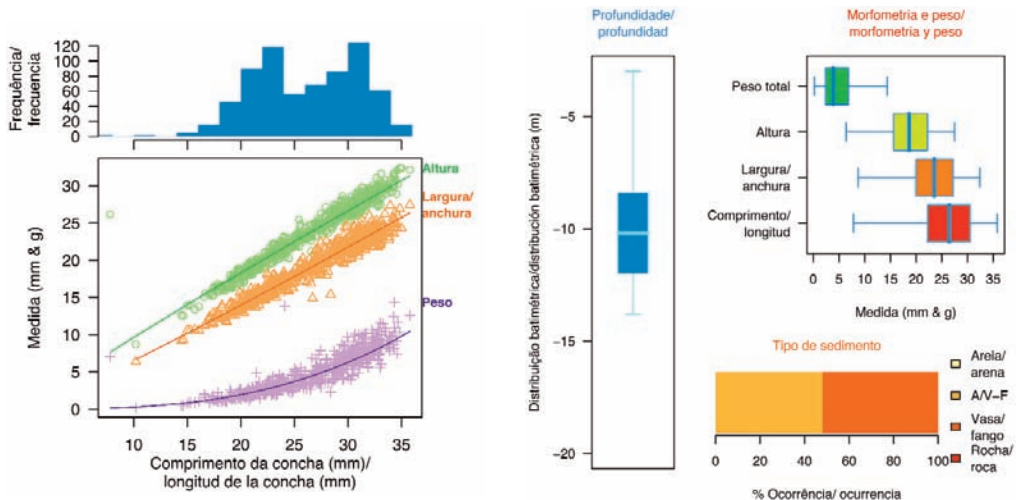 Frequência/
frecuencia
120
100
80
60
40
20
0
Medida (mm & g)
30
25
20
15
10
5
0
Altura
Largura/
anchura
Peso
10 15 20 25 30 35
Comprimento da concha (mm)/
longitud de la concha (mm)
Profundidade/
profundidad
Distribuição batimétrica/distribución batimétrica (m)
−5
−10
−15
−20
Morfometria e peso/
morfometria y peso
Peso total
Altura
Largura/
anchura
Comprimento/
longitud
0 5 10 15 20 25 30 35
Medida (mm & g)
Tipo de sedimento
Areia/
arena
A/V−F
Vasa/
fango
Rocha/
roca
0 20 40 60 80 100
% Ocorrência/ ocurrencia